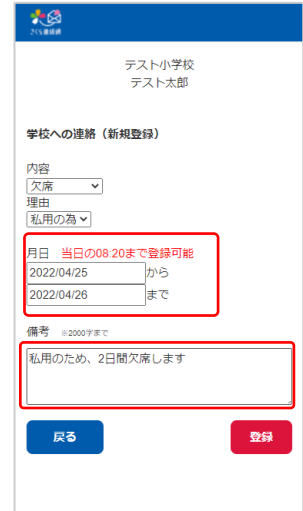 さくら連絡網
テスト小学校
テスト太郎
学校への連絡（新規登録）
内容
欠席
理由
私用の為
月日 当日の08:20まで登録可能
2022/04/25 から
2022/04/26 まで
備考 ※2000字まで
私用のため、2日間欠席します
戻る 登録